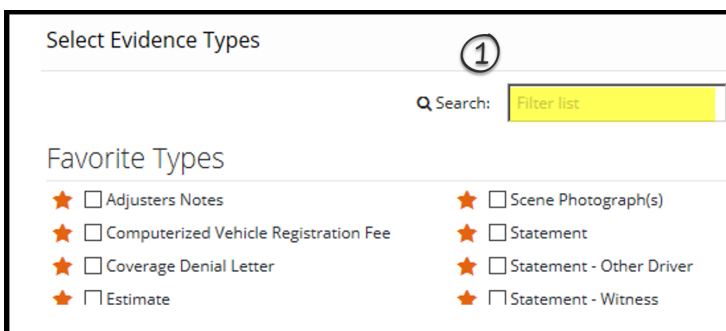 Select Evidence Types
1
Search: Filter list
Favorite Types
Adjusters Notes
Scene Photograph(s)
Computerized Vehicle Registration Fee
Statement
Coverage Denial Letter
Statement - Other Driver
Estimate
Statement - Witness